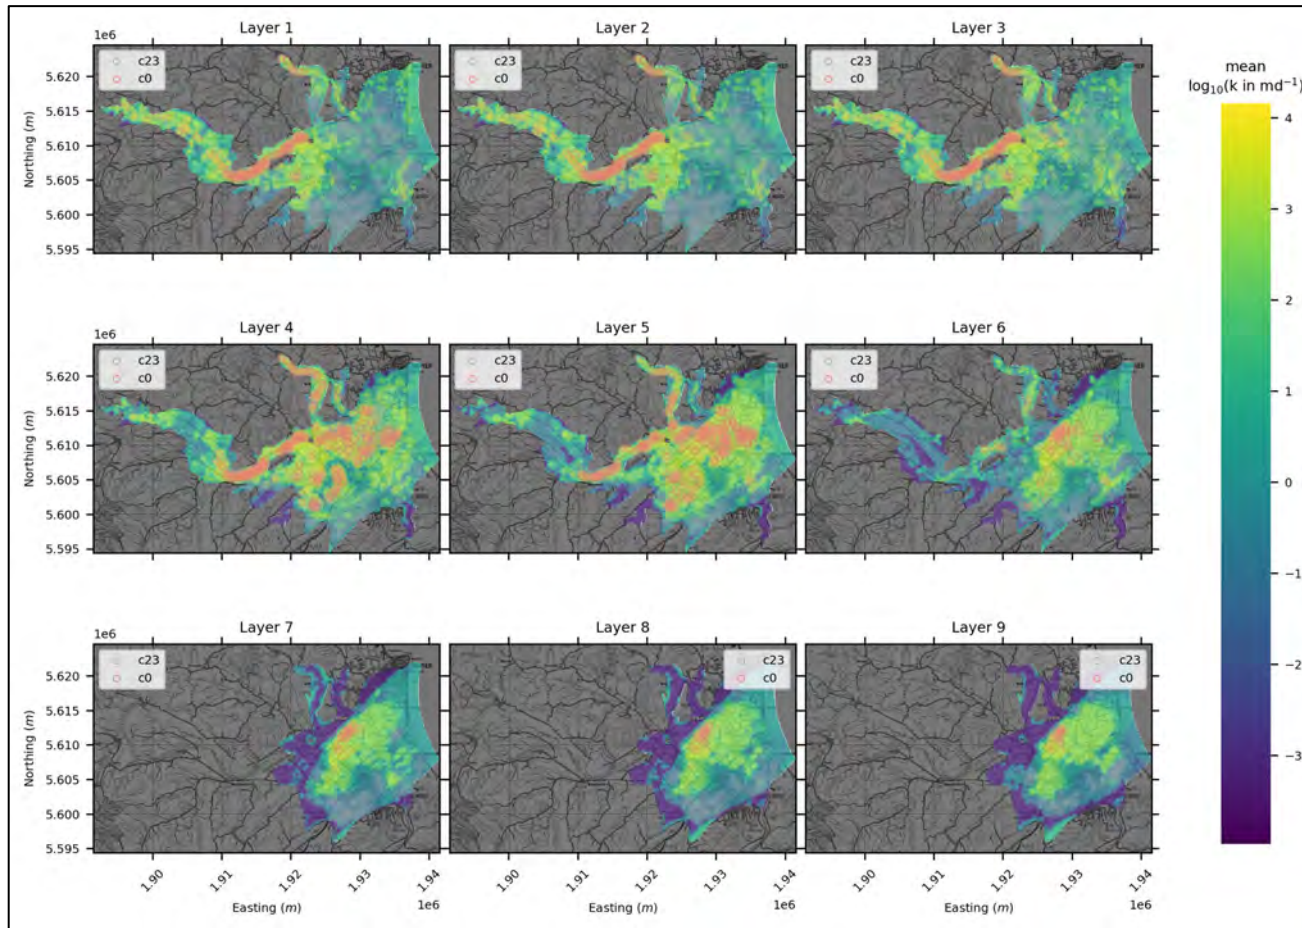 Layer 1
Layer 2
Layer 3
1e6
c23
c0
c23
c0
c23
c0
5.620
5.615
5.610
5.605
5.600
5.595
Northing (m)
mean
log₁₀(k in md⁻¹)
4
3
2
1
0
−1
−2
−3
Layer 4
Layer 5
Layer 6
1e6
c23
c0
c23
c0
c23
c0
5.620
5.615
5.610
5.605
5.600
5.595
Northing (m)
Layer 7
Layer 8
Layer 9
1e6
c23
c0
c23
c0
c23
c0
5.620
5.615
5.610
5.605
5.600
5.595
Northing (m)
1.90
1.91
1.92
1.93
1.94
1.90
1.91
1.92
1.93
1.94
1.90
1.91
1.92
1.93
1.94
Easting (m)
1e6
Easting (m)
1e6
Easting (m)
1e6